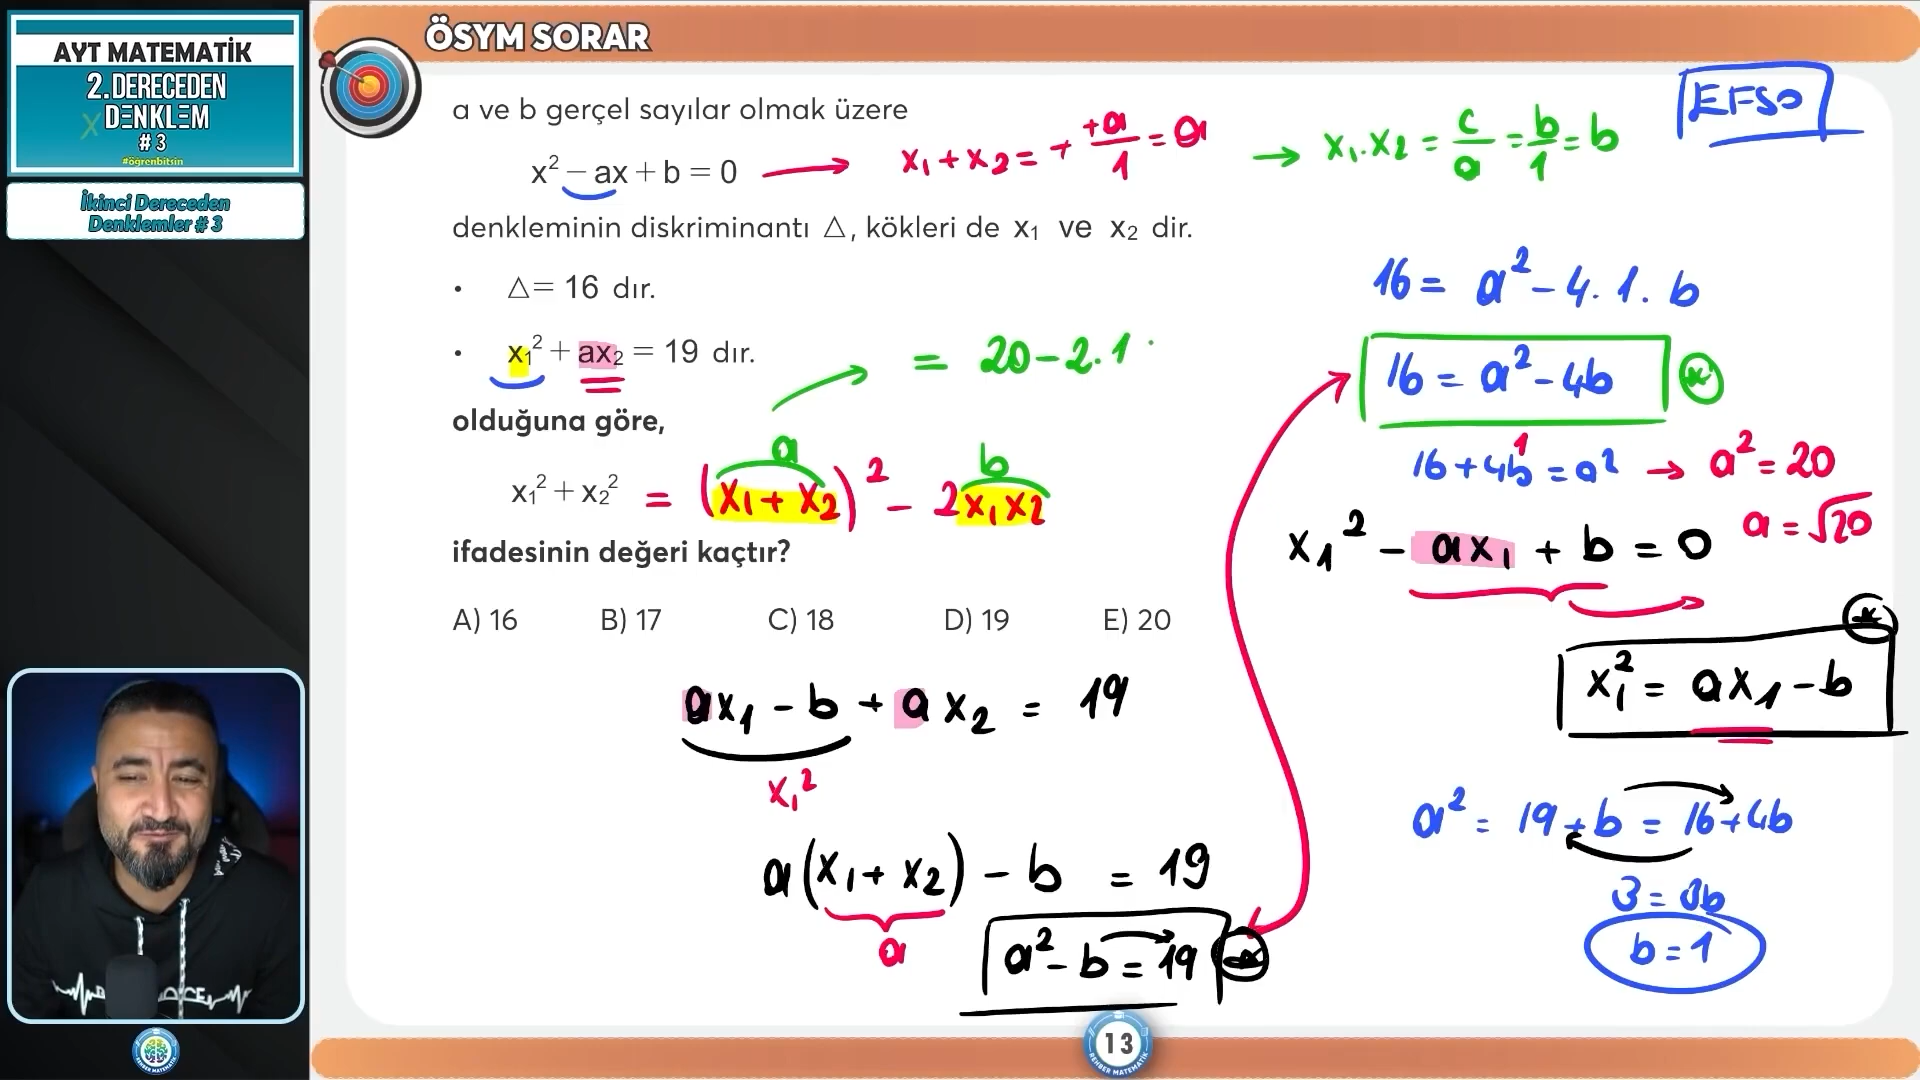 AYT MATEMATİK
2. DERECEDEN
DENKLEM
# 3
#öğrenbitsin
İkinci Dereceden
Denklemler # 3
ÖSYM SORAR
EFSO
a ve b gerçel sayılar olmak üzere
x² − ax + b = 0
x₁ + x₂ = + +a/1 = a
x₁.x₂ = c/a = b/1 = b
denkleminin diskriminantı △, kökleri de x₁ ve x₂ dir.
• △= 16 dır.
• x₁² + ax₂ = 19 dır.
olduğuna göre,
x₁² + x₂² = (x₁ + x₂)² − 2x₁x₂
a
b
= 20 − 2.1
ifadesinin değeri kaçtır?
A) 16 B) 17 C) 18 D) 19 E) 20
ax₁ − b + ax₂ = 19
x₁²
a(x₁ + x₂) − b = 19
a
a² − b = 19
16 = a² − 4.1.b
16 = a² − 4b
1
16 + 4b = a² → a² = 20
a = √20
x₁² − ax₁ + b = 0
x₁² = ax₁ − b
a² = 19 + b = 16 + 4b
3 = 3b
b = 1
13
REHBER MATEMATİK